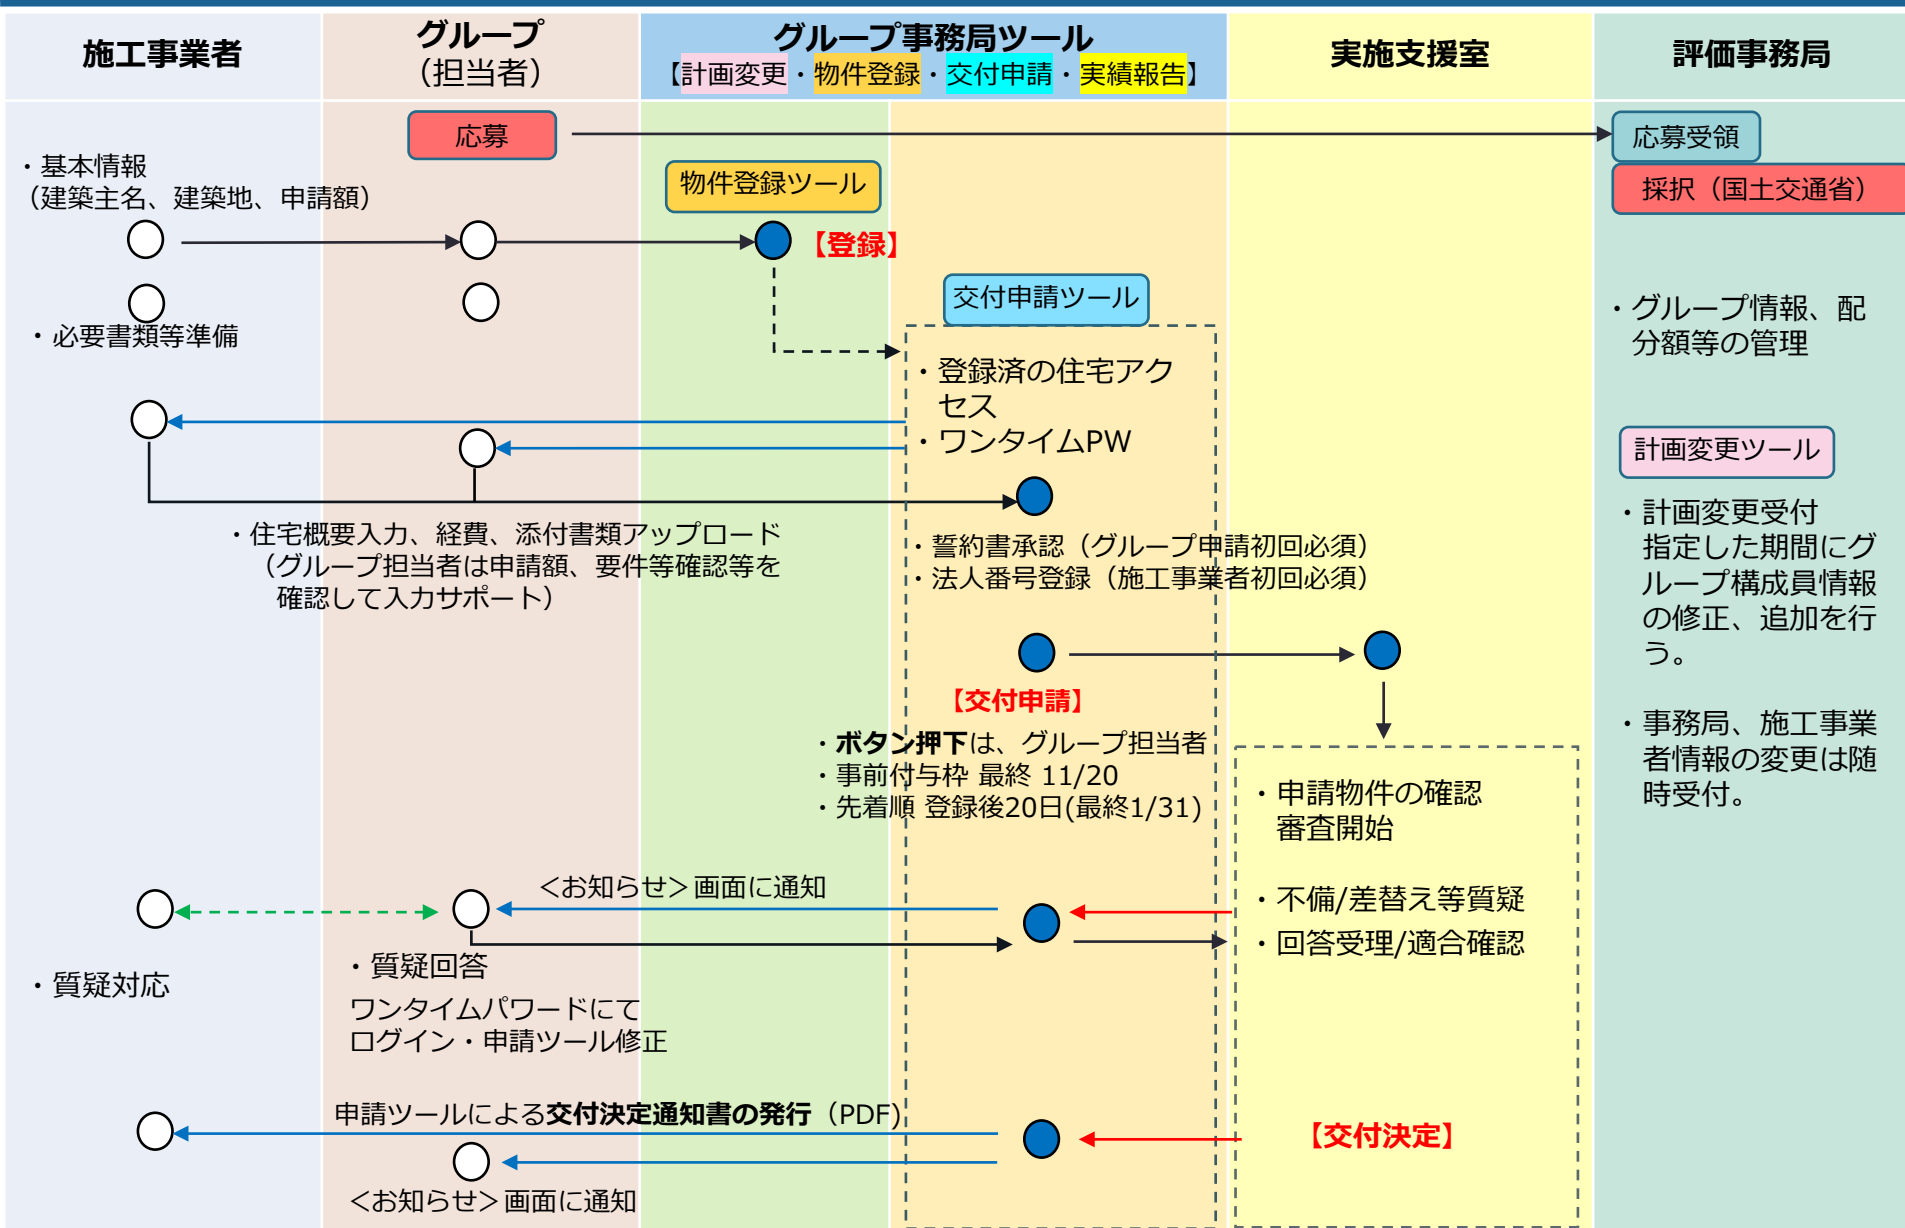 施工事業者
グループ
（担当者）
グループ事務局ツール
【計画変更・物件登録・交付申請・実績報告】
実施支援室
評価事務局
応募
応募受領
採択（国土交通省）
・基本情報
（建築主名、建築地、申請額）
物件登録ツール
【登録】
・必要書類等準備
交付申請ツール
・登録済の住宅アク
セス
・ワンタイムPW
・グループ情報、配
分額等の管理
計画変更ツール
・計画変更受付
指定した期間にグ
ループ構成員情報
の修正、追加を行
う。
・事務局、施工事業
者情報の変更は随
時受付。
・住宅概要入力、経費、添付書類アップロード
（グループ担当者は申請額、要件等確認等を
確認して入力サポート）
・誓約書承認（グループ申請初回必須）
・法人番号登録（施工事業者初回必須）
【交付申請】
・ボタン押下は、グループ担当者
・事前付与枠 最終 11/20
・先着順 登録後20日(最終1/31)
・申請物件の確認
審査開始
・不備/差替え等質疑
・回答受理/適合確認
＜お知らせ＞画面に通知
・質疑対応
・質疑回答
ワンタイムパワードにて
ログイン・申請ツール修正
申請ツールによる交付決定通知書の発行（PDF)
【交付決定】
＜お知らせ＞画面に通知